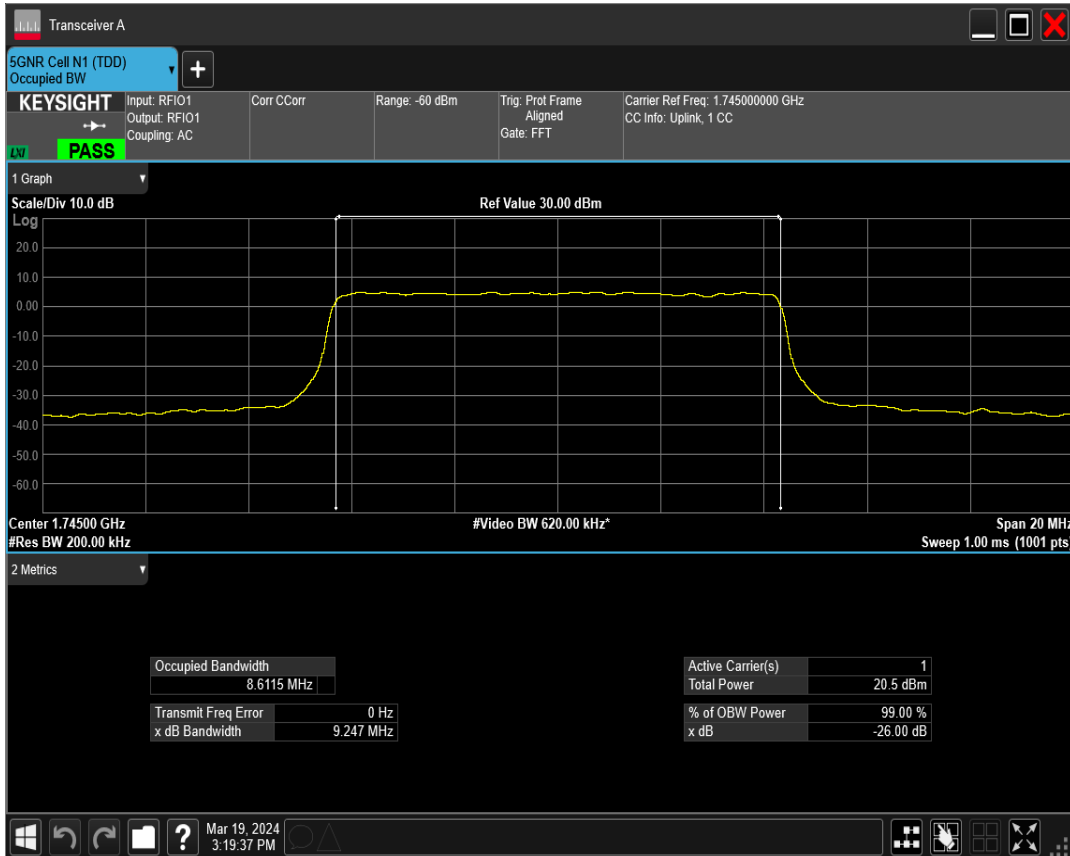 Transceiver A
5GNR Cell N1 (TDD)
Occupied BW
+
KEYSIGHT
LXI
PASS
Input: RFIO1
Output: RFIO1
Coupling: AC
Corr CCorr
Range: -60 dBm
Trig: Prot Frame
Aligned
Gate: FFT
Carrier Ref Freq: 1.745000000 GHz
CC Info: Uplink, 1 CC
1 Graph
Scale/Div 10.0 dB
Ref Value 30.00 dBm
Log
20.0
10.0
0.00
-10.0
-20.0
-30.0
-40.0
-50.0
-60.0
Center 1.74500 GHz
#Video BW 620.00 kHz*
Span 20 MHz
#Res BW 200.00 kHz
Sweep 1.00 ms (1001 pts)
2 Metrics
Occupied Bandwidth
8.6115 MHz
Transmit Freq Error 0 Hz
x dB Bandwidth 9.247 MHz
Active Carrier(s) 1
Total Power 20.5 dBm
% of OBW Power 99.00 %
x dB -26.00 dB
?
Mar 19, 2024
3:19:37 PM